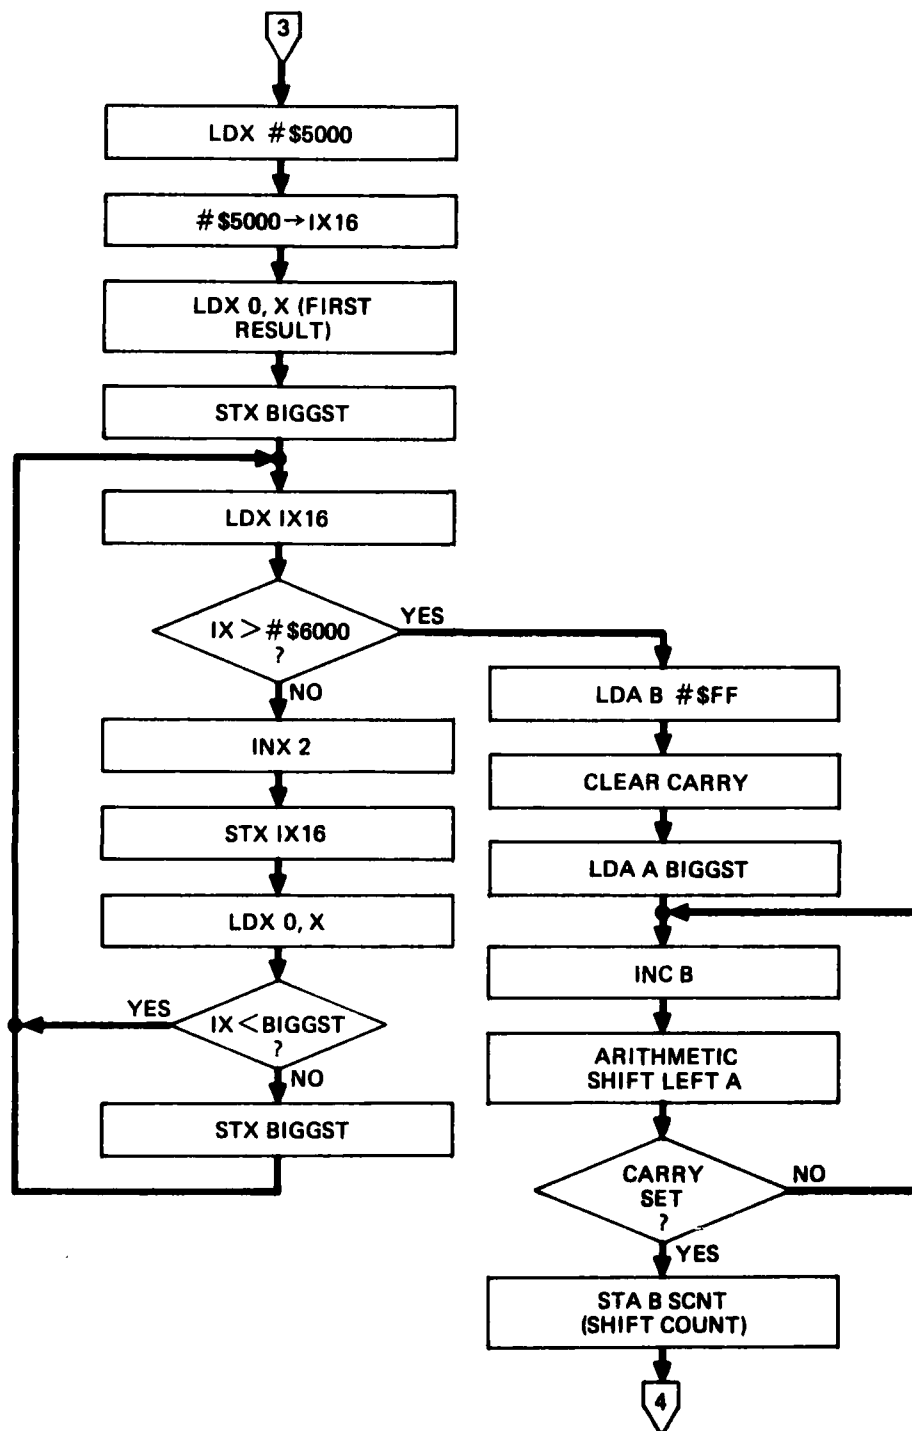 3
LDX #$5000
#$5000→IX16
LDX 0, X (FIRST
RESULT)
STX BIGGST
LDX IX16
IX > #$6000
?
YES
NO
INX 2
STX IX16
LDX 0, X
IX < BIGGST
?
YES
NO
STX BIGGST
LDA B #$FF
CLEAR CARRY
LDA A BIGGST
INC B
ARITHMETIC
SHIFT LEFT A
CARRY
SET
?
NO
YES
STA B SCNT
(SHIFT COUNT)
4